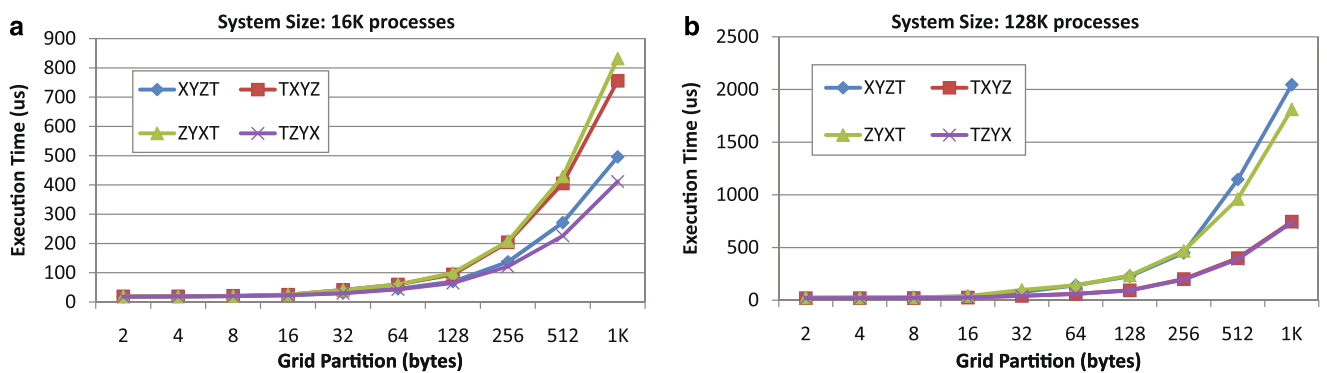 a
System Size: 16K processes
Execution Time (us)
900
800
700
600
500
400
300
200
100
0
XYZT
TXYZ
ZYXT
TZYX
2 4 8 16 32 64 128 256 512 1K
Grid Partition (bytes)
b
System Size: 128K processes
Execution Time (us)
2500
2000
1500
1000
500
0
XYZT
TXYZ
ZYXT
TZYX
2 4 8 16 32 64 128 256 512 1K
Grid Partition (bytes)